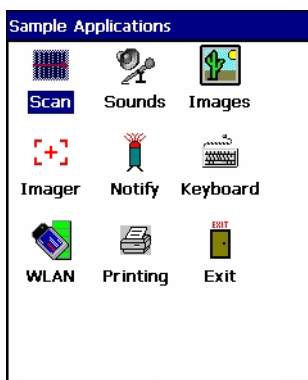 Sample Applications
Scan Sounds Images
Imager Notify Keyboard
EXIT
WLAN Printing Exit